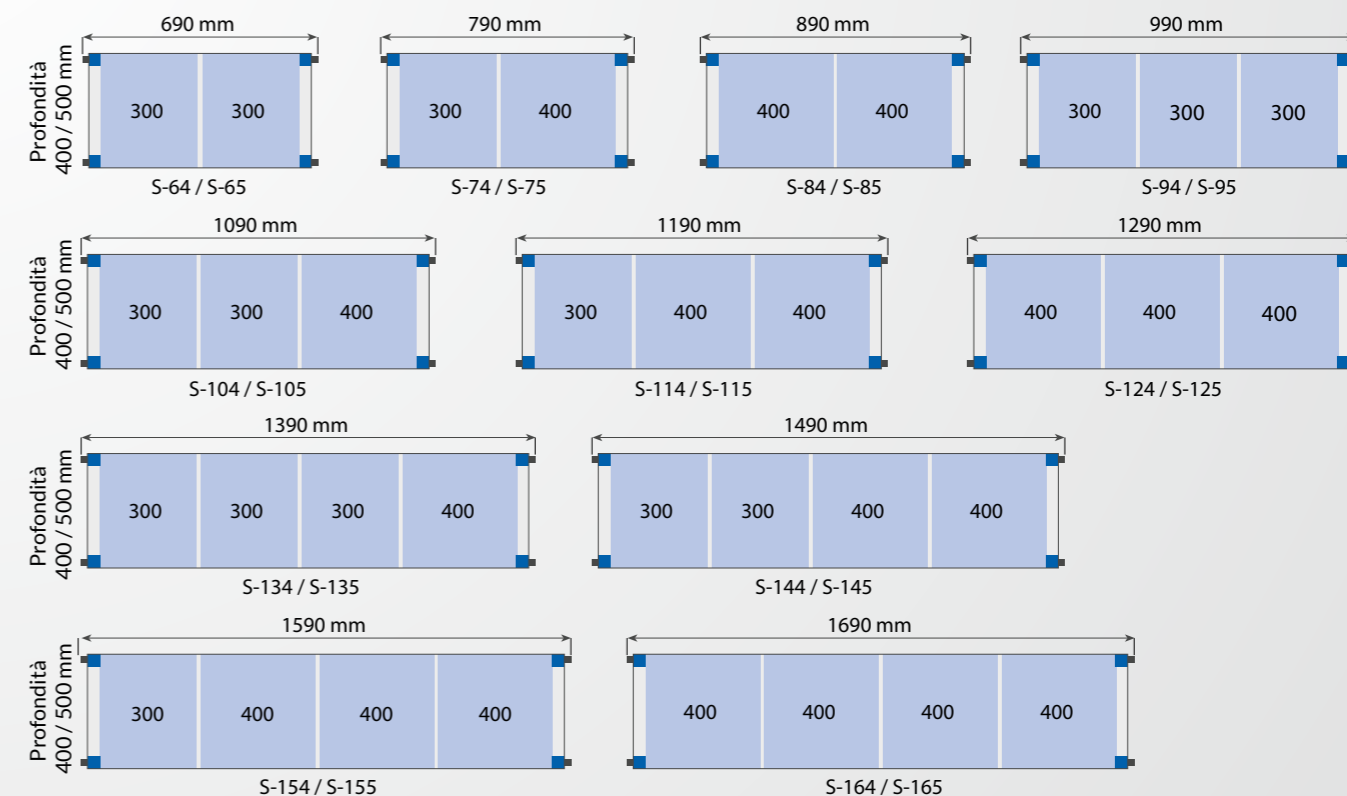 690 mm
790 mm
890 mm
990 mm
Profondità
400 / 500 mm
300 300
300 400
400 400
300 300 300
S-64 / S-65
S-74 / S-75
S-84 / S-85
S-94 / S-95
1090 mm
1190 mm
1290 mm
Profondità
400 / 500 mm
300 300 400
300 400 400
400 400 400
S-104 / S-105
S-114 / S-115
S-124 / S-125
1390 mm
1490 mm
Profondità
400 / 500 mm
300 300 300 400
300 300 400 400
S-134 / S-135
S-144 / S-145
1590 mm
1690 mm
Profondità
400 / 500 mm
300 400 400 400
400 400 400 400
S-154 / S-155
S-164 / S-165